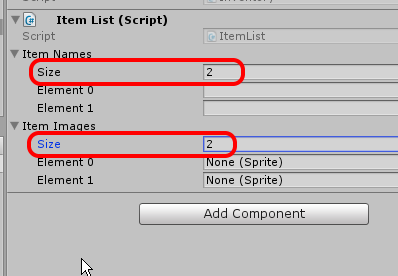 Item List (Script)
Script ItemList
Item Names
Size 2
Element 0
Element 1
Item Images
Size 2
Element 0 None (Sprite)
Element 1 None (Sprite)
Add Component